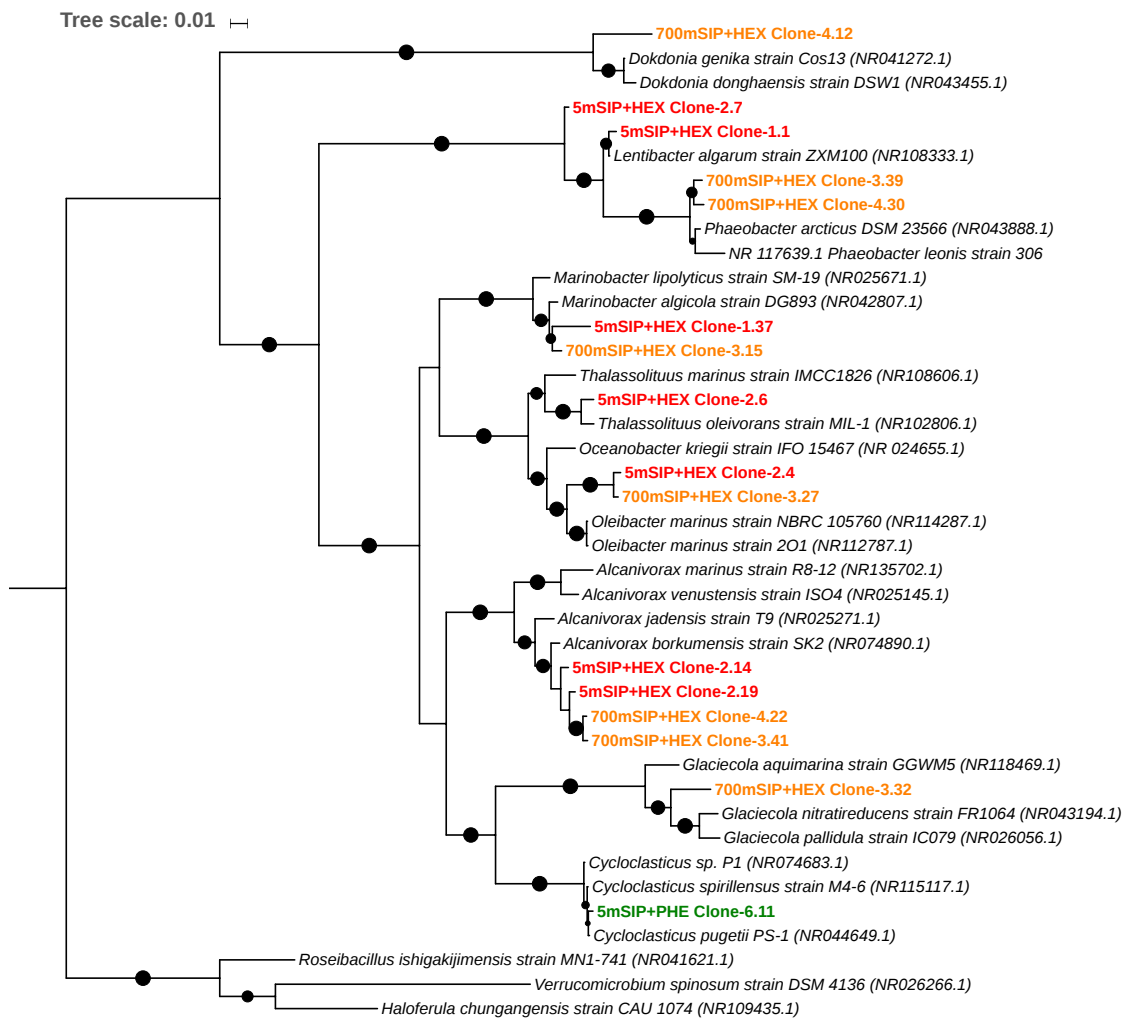 Tree scale: 0.01
700mSIP+HEX Clone-4.12
Dokdonia genika strain Cos13 (NR041272.1)
Dokdonia donghaensis strain DSW1 (NR043455.1)
5mSIP+HEX Clone-2.7
5mSIP+HEX Clone-1.1
Lentibacter algarum strain ZXM100 (NR108333.1)
700mSIP+HEX Clone-3.39
700mSIP+HEX Clone-4.30
Phaeobacter arcticus DSM 23566 (NR043888.1)
NR 117639.1 Phaeobacter leonis strain 306
Marinobacter lipolyticus strain SM-19 (NR025671.1)
Marinobacter algicola strain DG893 (NR042807.1)
5mSIP+HEX Clone-1.37
700mSIP+HEX Clone-3.15
Thalassolituus marinus strain IMCC1826 (NR108606.1)
5mSIP+HEX Clone-2.6
Thalassolituus oleivorans strain MIL-1 (NR102806.1)
Oceanobacter kriegii strain IFO 15467 (NR 024655.1)
5mSIP+HEX Clone-2.4
700mSIP+HEX Clone-3.27
Oleibacter marinus strain NBRC 105760 (NR114287.1)
Oleibacter marinus strain 2O1 (NR112787.1)
Alcanivorax marinus strain R8-12 (NR135702.1)
Alcanivorax venustensis strain ISO4 (NR025145.1)
Alcanivorax jadensis strain T9 (NR025271.1)
Alcanivorax borkumensis strain SK2 (NR074890.1)
5mSIP+HEX Clone-2.14
5mSIP+HEX Clone-2.19
700mSIP+HEX Clone-4.22
700mSIP+HEX Clone-3.41
Glaciecola aquimarina strain GGWM5 (NR118469.1)
700mSIP+HEX Clone-3.32
Glaciecola nitratireducens strain FR1064 (NR043194.1)
Glaciecola pallidula strain IC079 (NR026056.1)
Cycloclasticus sp. P1 (NR074683.1)
Cycloclasticus spirillensus strain M4-6 (NR115117.1)
5mSIP+PHE Clone-6.11
Cycloclasticus pugetii PS-1 (NR044649.1)
Roseibacillus ishigakijimensis strain MN1-741 (NR041621.1)
Verrucomicrobium spinosum strain DSM 4136 (NR026266.1)
Haloferula chungangensis strain CAU 1074 (NR109435.1)